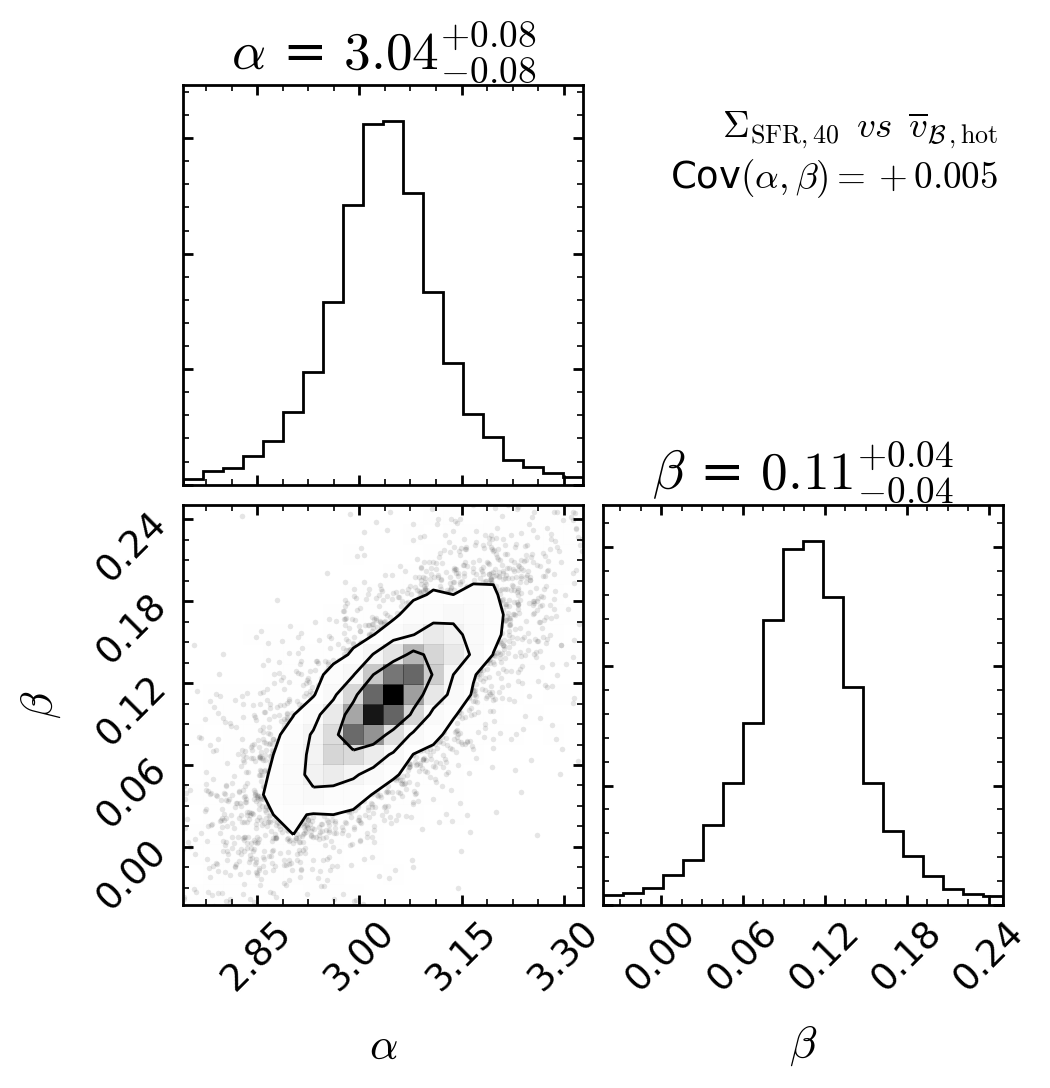 α = 3.04 +0.08 −0.08
Σ SFR, 40 vs v̅ ℬ, hot
Cov(α, β) = +0.005
β = 0.11 +0.04 −0.04
0.24
0.18
0.12
0.06
0.00
β
2.85 3.00 3.15 3.30
0.00 0.06 0.12 0.18 0.24
α
β